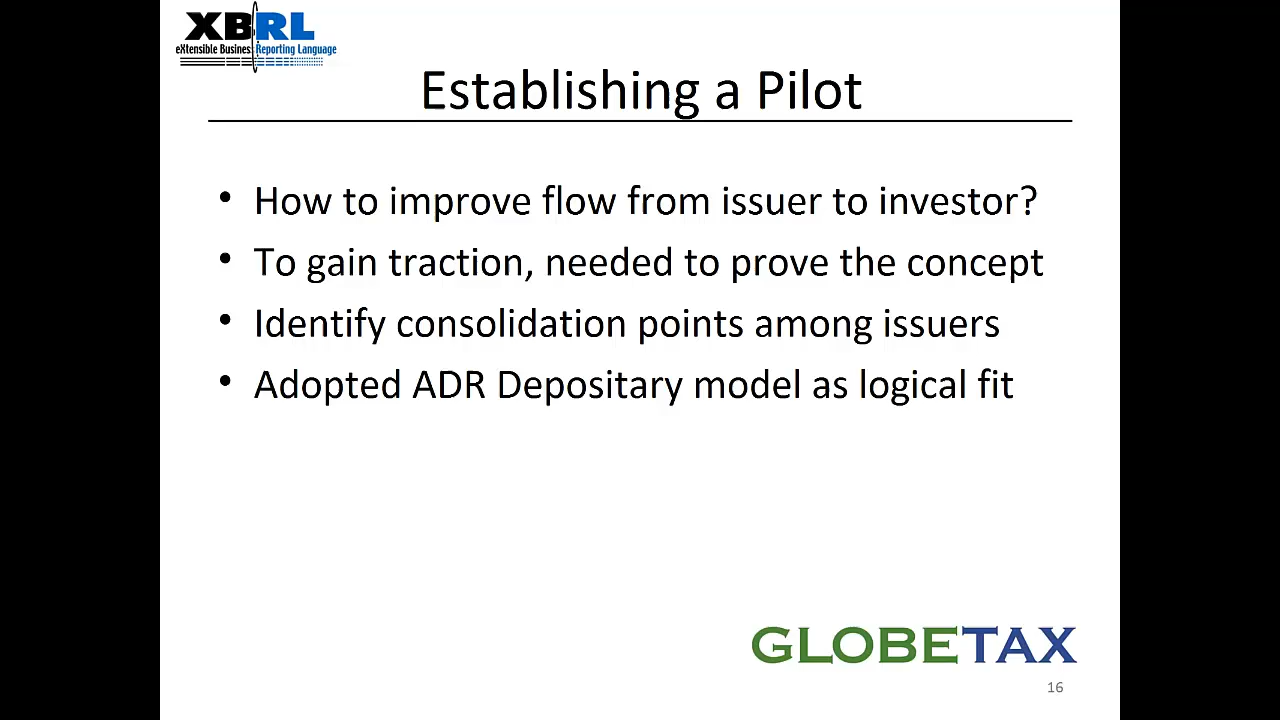 XBRL
eXtensible Business Reporting Language
Establishing a Pilot
• How to improve flow from issuer to investor?
• To gain traction, needed to prove the concept
• Identify consolidation points among issuers
• Adopted ADR Depositary model as logical fit
GLOBETAX
16